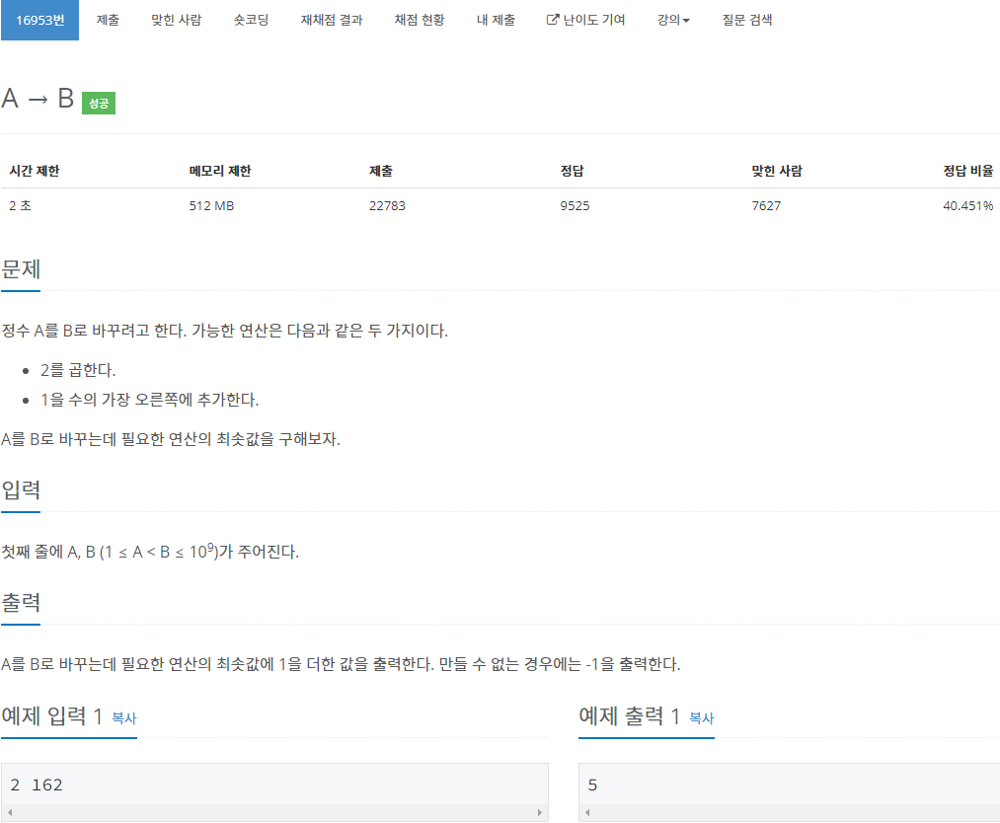 16953번 제출 맞힌 사람 숏코딩 재채점 결과 채점 현황 내 제출 난이도 기여 강의 질문 검색
A → B 성공
시간 제한 메모리 제한 제출 정답 맞힌 사람 정답 비율
2 초 512 MB 22783 9525 7627 40.451%
문제
정수 A를 B로 바꾸려고 한다. 가능한 연산은 다음과 같은 두 가지이다.
• 2를 곱한다.
• 1을 수의 가장 오른쪽에 추가한다.
A를 B로 바꾸는데 필요한 연산의 최솟값을 구해보자.
입력
첫째 줄에 A, B (1 ≤ A < B ≤ 10⁹)가 주어진다.
출력
A를 B로 바꾸는데 필요한 연산의 최솟값에 1을 더한 값을 출력한다. 만들 수 없는 경우에는 -1을 출력한다.
예제 입력 1 복사
2 162
예제 출력 1 복사
5